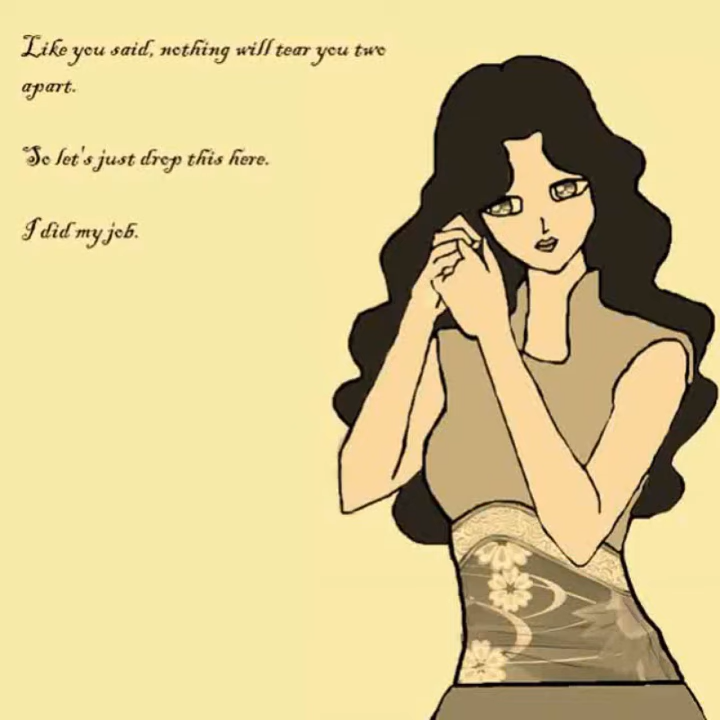 Like you said, nothing will tear you two
apart.
So let's just drop this here.
I did my job.